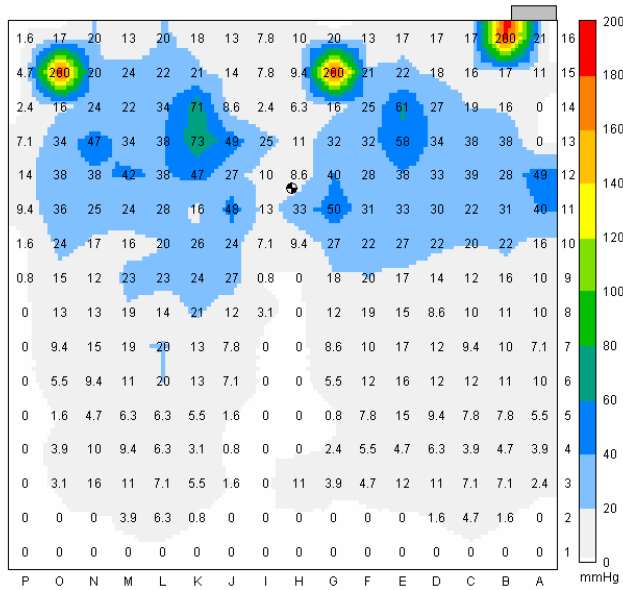 1.6 17 20 13 20 18 13 7.8 10 20 13 17 17 17 200 21 16
4.7 200 20 24 22 21 14 7.8 9.4 200 21 22 18 16 17 11 15
2.4 16 24 22 34 71 8.6 2.4 6.3 16 25 61 27 19 16 0 14
7.1 34 47 34 38 73 49 25 11 32 32 58 34 38 38 0 13
14 38 38 42 38 47 27 10 8.6 40 28 38 33 39 28 49 12
9.4 36 25 24 28 16 48 13 33 50 31 33 30 22 31 40 11
1.6 24 17 16 20 26 24 7.1 9.4 27 22 27 22 20 22 16 10
0.8 15 12 23 23 24 27 0.8 0 18 20 17 14 12 16 10 9
0 13 13 19 14 21 12 3.1 0 12 19 15 8.6 10 11 10 8
0 9.4 15 19 20 13 7.8 0 0 8.6 10 17 12 9.4 10 7.1 7
0 5.5 9.4 11 20 13 7.1 0 0 5.5 12 16 12 12 11 10 6
0 1.6 4.7 6.3 6.3 5.5 1.6 0 0 0.8 7.8 15 9.4 7.8 7.8 5.5 5
0 3.9 10 9.4 6.3 3.1 0.8 0 0 2.4 5.5 4.7 6.3 3.9 4.7 3.9 4
0 3.1 16 11 7.1 5.5 1.6 0 11 3.9 4.7 12 11 7.1 7.1 2.4 3
0 0 0 3.9 6.3 0.8 0 0 0 0 0 0 1.6 4.7 1.6 0 2
0 0 0 0 0 0 0 0 0 0 0 0 0 0 0 0 1
P O N M L K J I H G F E D C B A
200
180
160
140
120
100
80
60
40
20
0
mmHg